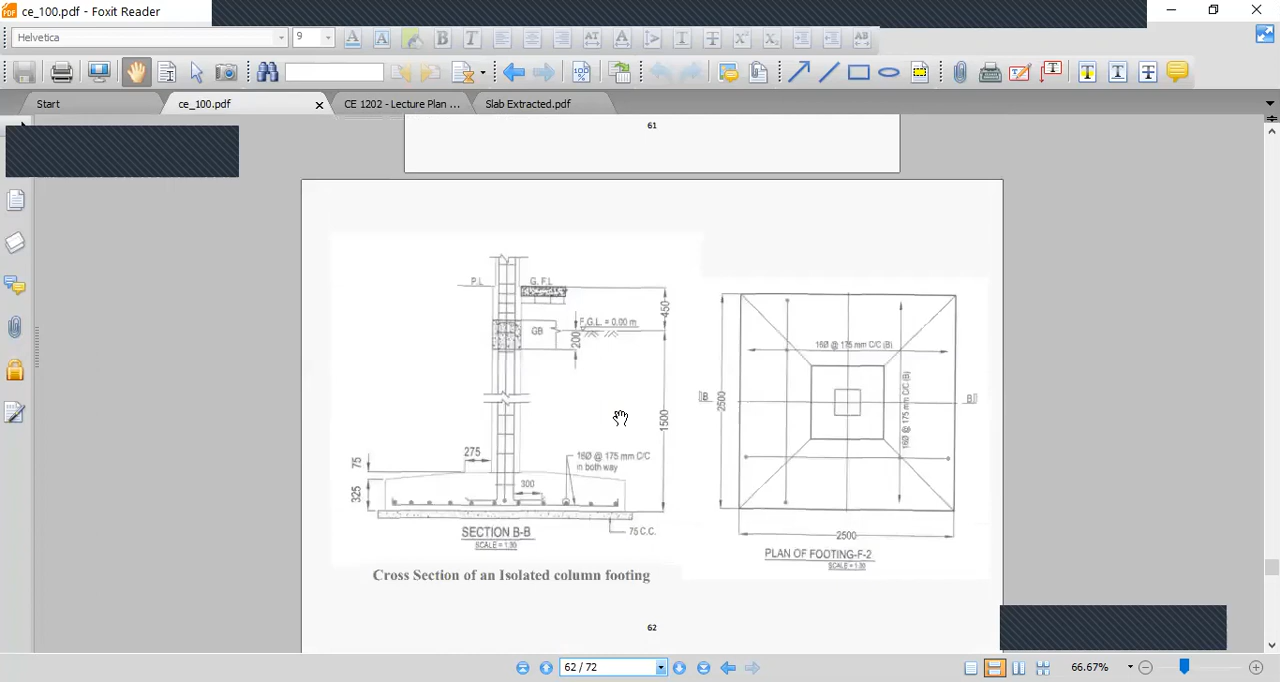 ce_100.pdf - Foxit Reader
Helvetica
9
Start
ce_100.pdf
CE 1202 - Lecture Plan ...
Slab Extracted.pdf
61
P.L
G. F.L
450
GB
F.G.L. = 0.00 m
200
1500
275
75
325
16Ø @ 175 mm C/C
in both way
300
SECTION B-B
SCALE = 1:30
75 C.C.
Cross Section of an Isolated column footing
16Ø @ 175 mm C/C (B)
16Ø @ 175 mm C/C (B)
B
B
2500
2500
PLAN OF FOOTING-F-2
SCALE = 1:30
62
62 / 72
66.67%